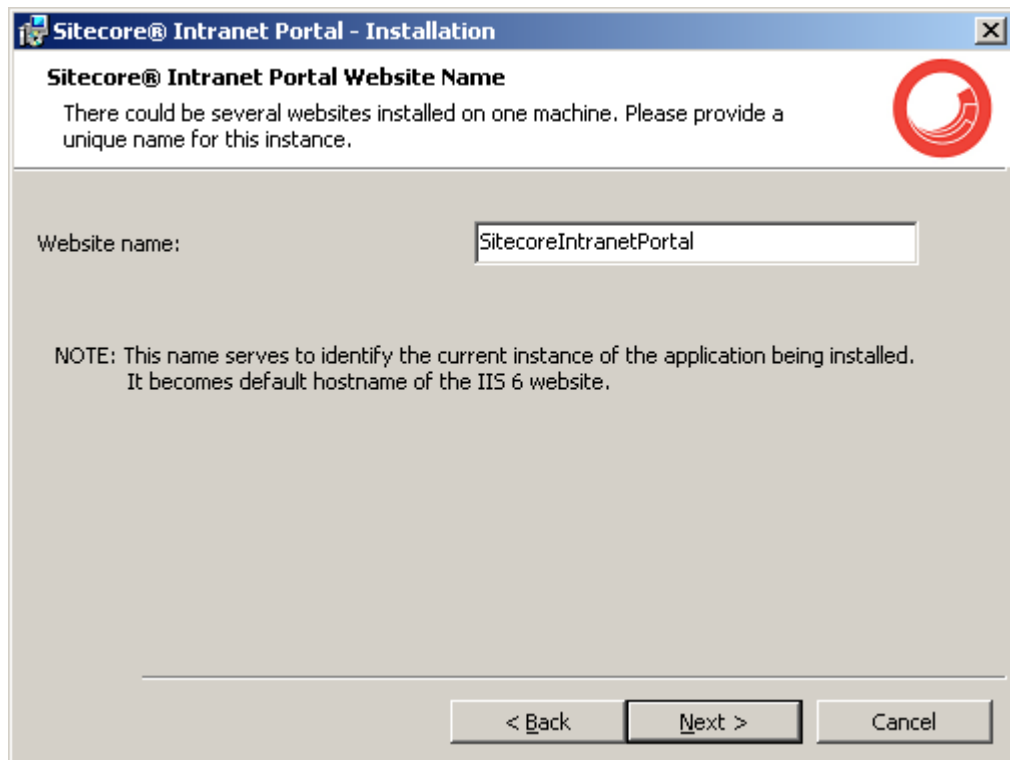 Sitecore® Intranet Portal - Installation
Sitecore® Intranet Portal Website Name
There could be several websites installed on one machine. Please provide a
unique name for this instance.
Website name:
SitecoreIntranetPortal
NOTE: This name serves to identify the current instance of the application being installed.
It becomes default hostname of the IIS 6 website.
< Back
Next >
Cancel